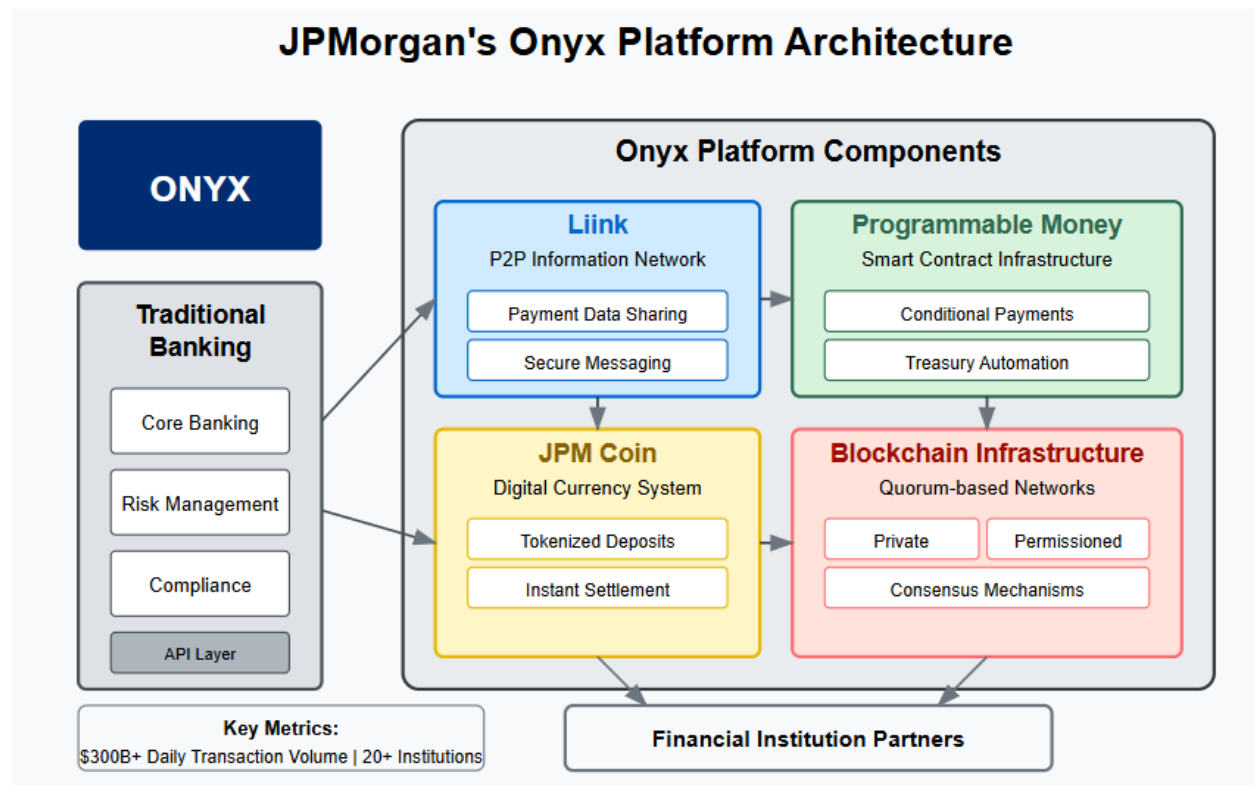 JPMorgan's Onyx Platform Architecture
ONYX
Traditional
Banking
Core Banking
Risk Management
Compliance
API Layer
Key Metrics:
$300B+ Daily Transaction Volume | 20+ Institutions
Onyx Platform Components
Liink
P2P Information Network
Payment Data Sharing
Secure Messaging
Programmable Money
Smart Contract Infrastructure
Conditional Payments
Treasury Automation
JPM Coin
Digital Currency System
Tokenized Deposits
Instant Settlement
Blockchain Infrastructure
Quorum-based Networks
Private
Permissioned
Consensus Mechanisms
Financial Institution Partners